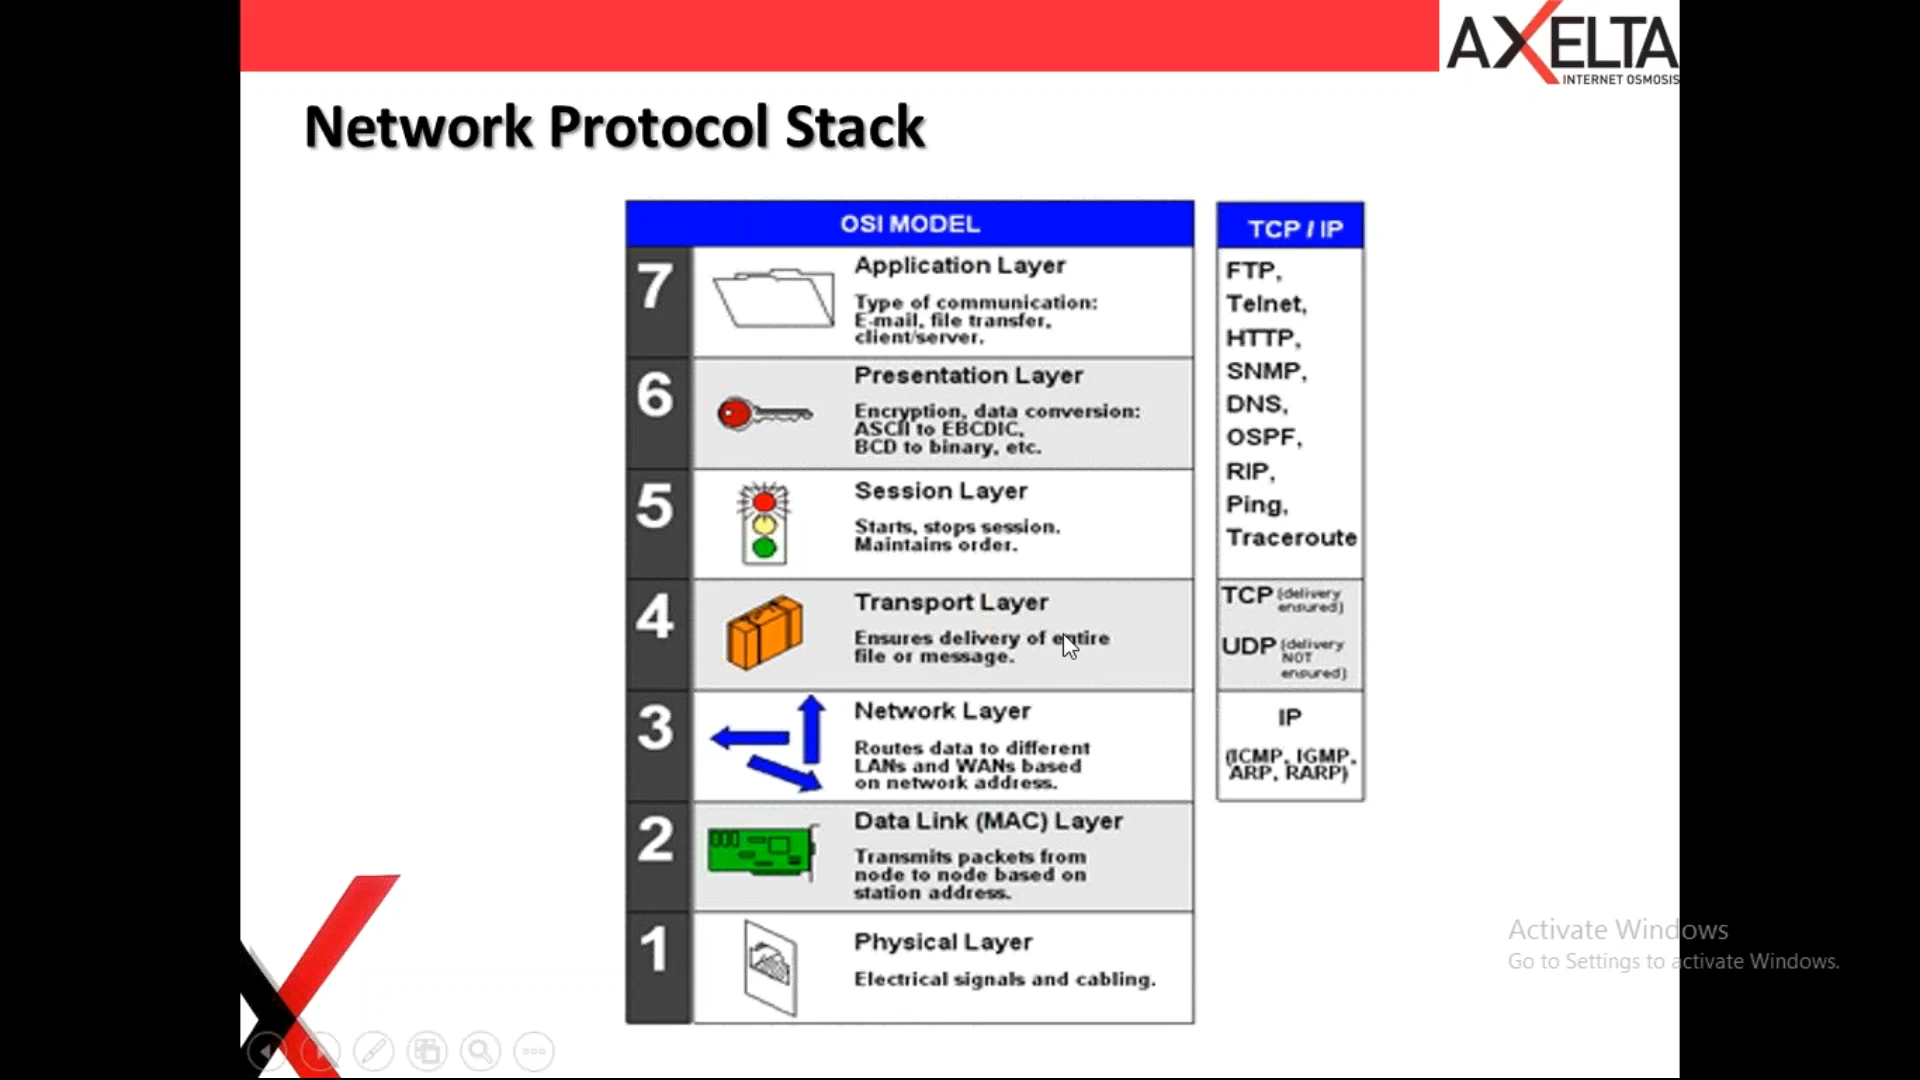 AXELTA
INTERNET OSMOSIS
Network Protocol Stack
OSI MODEL
7
Application Layer
Type of communication:
E-mail, file transfer,
client/server.
6
Presentation Layer
Encryption, data conversion:
ASCII to EBCDIC,
BCD to binary, etc.
5
Session Layer
Starts, stops session.
Maintains order.
4
Transport Layer
Ensures delivery of entire
file or message.
3
Network Layer
Routes data to different
LANs and WANs based
on network address.
2
Data Link (MAC) Layer
Transmits packets from
node to node based on
station address.
1
Physical Layer
Electrical signals and cabling.
TCP / IP
FTP,
Telnet,
HTTP,
SNMP,
DNS,
OSPF,
RIP,
Ping,
Traceroute
TCP (delivery
ensured)
UDP (delivery
NOT
ensured)
IP
(ICMP, IGMP,
ARP, RARP)
Activate Windows
Go to Settings to activate Windows.